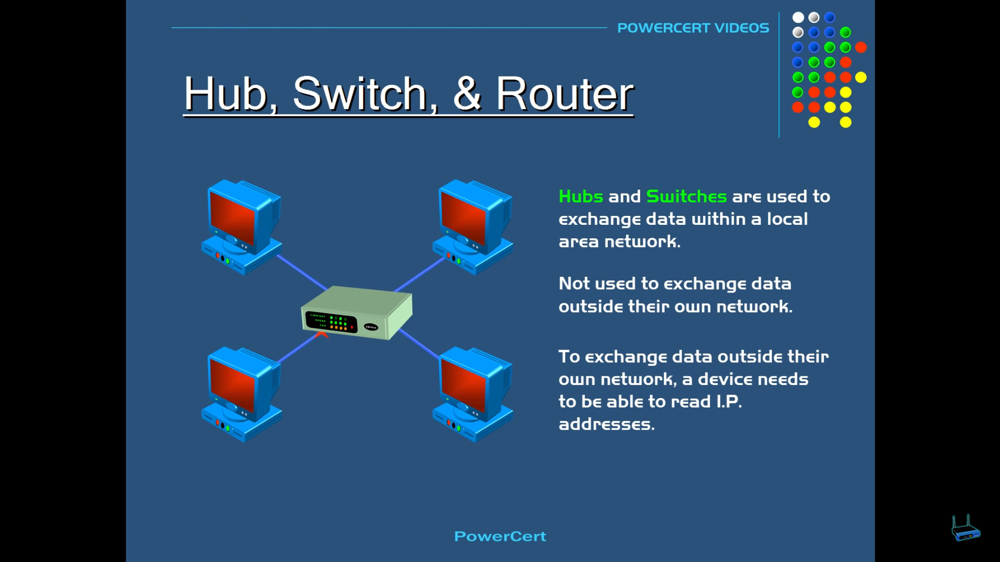 POWERCERT VIDEOS
Hub, Switch, & Router
Hubs and Switches are used to
exchange data within a local
area network.
Not used to exchange data
outside their own network.
To exchange data outside their
own network, a device needs
to be able to read I.P.
addresses.
SWITCH
PowerCert